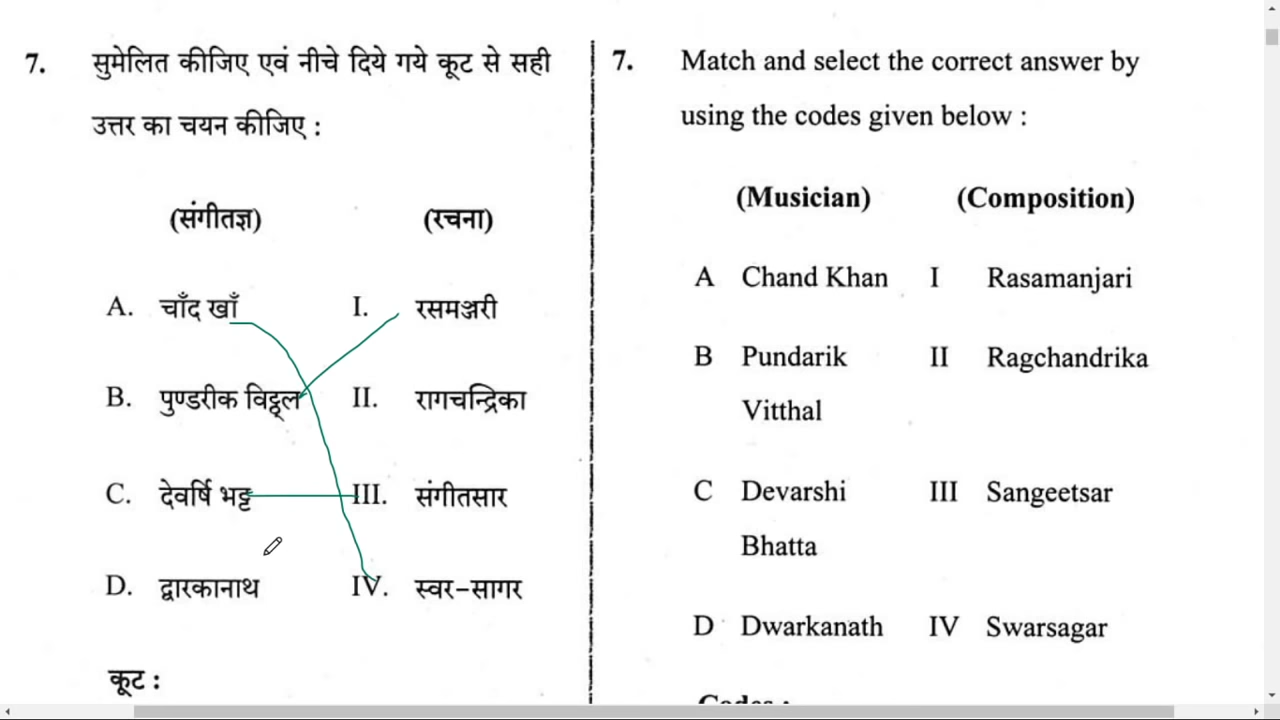 7. सुमेलित कीजिए एवं नीचे दिये गये कूट से सही
उत्तर का चयन कीजिए :
(संगीतज्ञ) (रचना)
A. चाँद खाँ I. रसमञ्जरी
B. पुण्डरीक विठ्ठल II. रागचन्द्रिका
C. देवर्षि भट्ट III. संगीतसार
D. द्वारकानाथ IV. स्वर-सागर
कूट :
7. Match and select the correct answer by
using the codes given below :
(Musician) (Composition)
A Chand Khan I Rasamanjari
B Pundarik II Ragchandrika
Vitthal
C Devarshi III Sangeetsar
Bhatta
D Dwarkanath IV Swarsagar